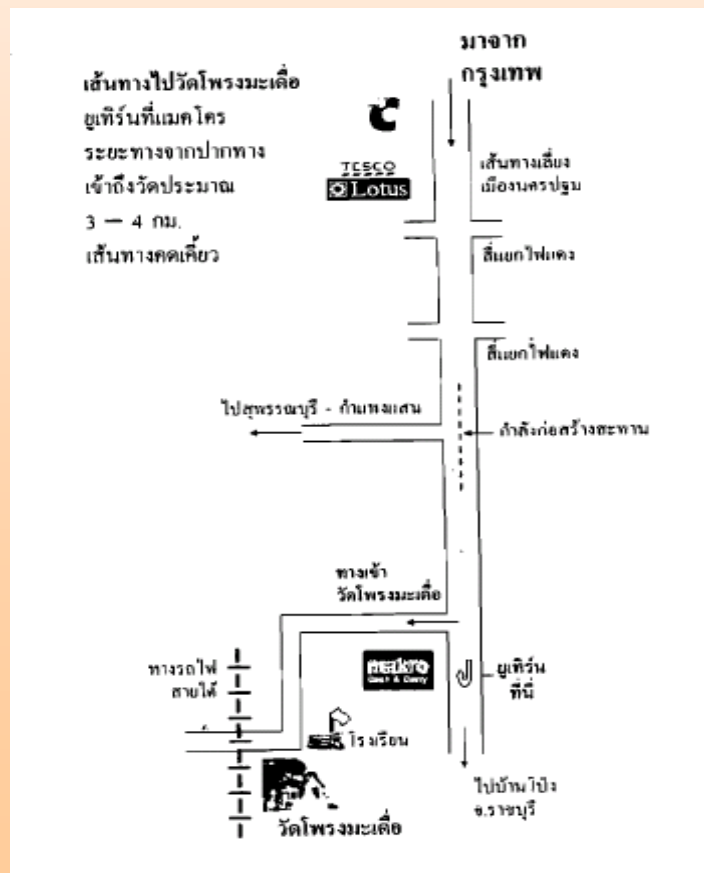 มาจาก
กรุงเทพ
เส้นทางไปวัดโพรงมะเดื่อ
ยูเทิร์นที่แมคโคร
ระยะทางจากปากทาง
เข้าถึงวัดประมาณ
3 – 4 กม.
เส้นทางคดเคี้ยว
C
TESCO
Lotus
เส้นทางเลี่ยง
เมืองนครปฐม
สี่แยกไฟแดง
สี่แยกไฟแดง
ไปสุพรรณบุรี - กำแพงแสน
กำลังก่อสร้างสะพาน
ทางเข้า
วัดโพรงมะเดื่อ
makro
Cash & Carry
ยูเทิร์น
ที่นี่
ทางรถไฟ
สายใต้
โรงเรียน
วัดโพรงมะเดื่อ
ไปบ้านโป่ง
จ.ราชบุรี